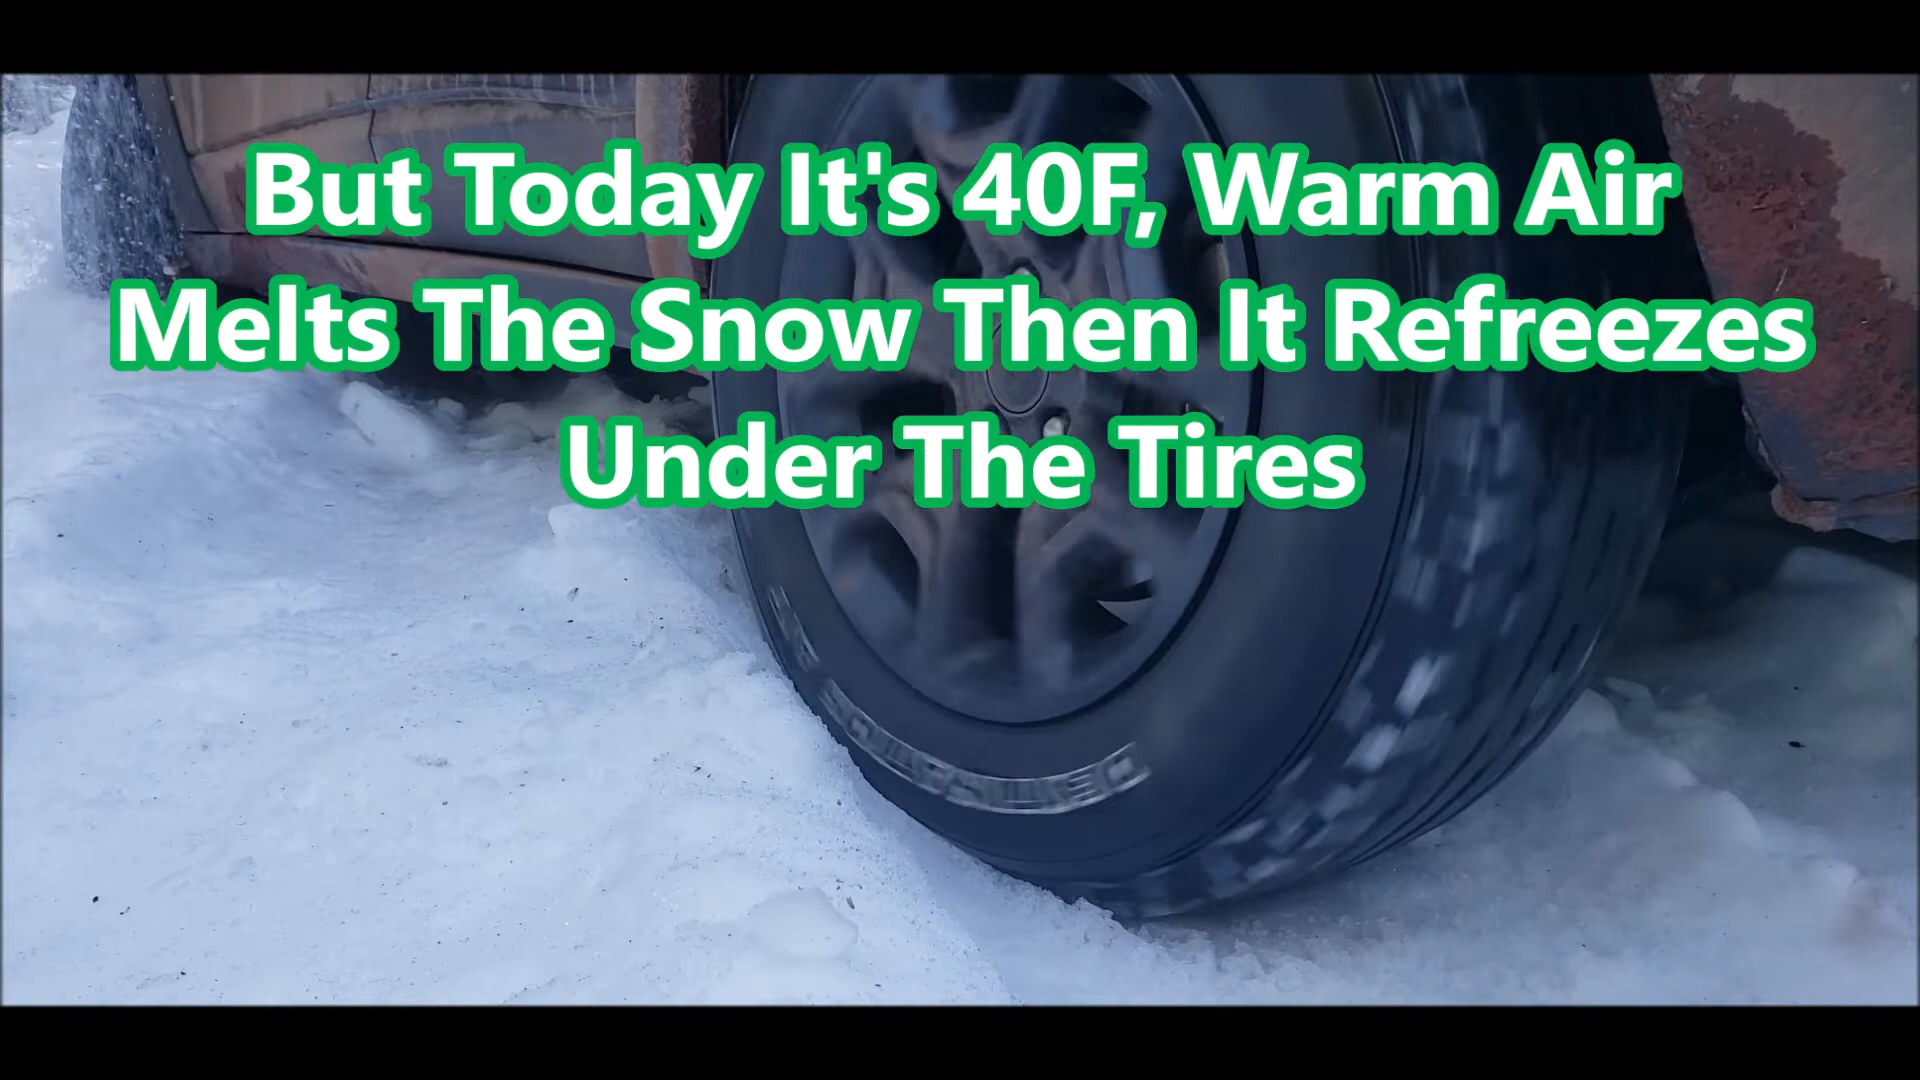 But Today It's 40F, Warm Air
Melts The Snow Then It Refreezes
Under The Tires